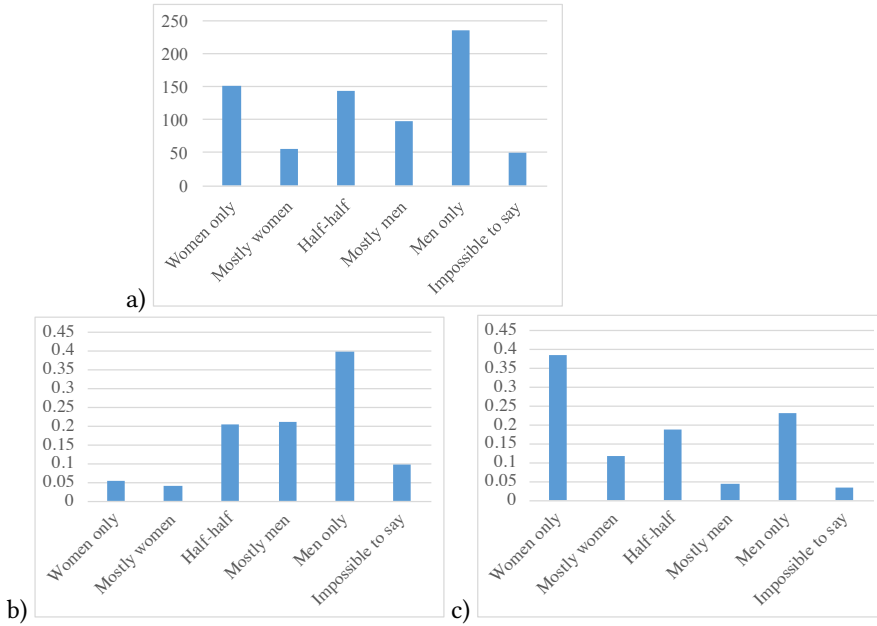 250
200
150
100
50
0
Women only
Mostly women
Half-half
Mostly men
Men only
Impossible to say
a)
0.45
0.4
0.35
0.3
0.25
0.2
0.15
0.1
0.05
0
Women only
Mostly women
Half-half
Mostly men
Men only
Impossible to say
b)
0.45
0.4
0.35
0.3
0.25
0.2
0.15
0.1
0.05
0
Women only
Mostly women
Half-half
Mostly men
Men only
Impossible to say
c)